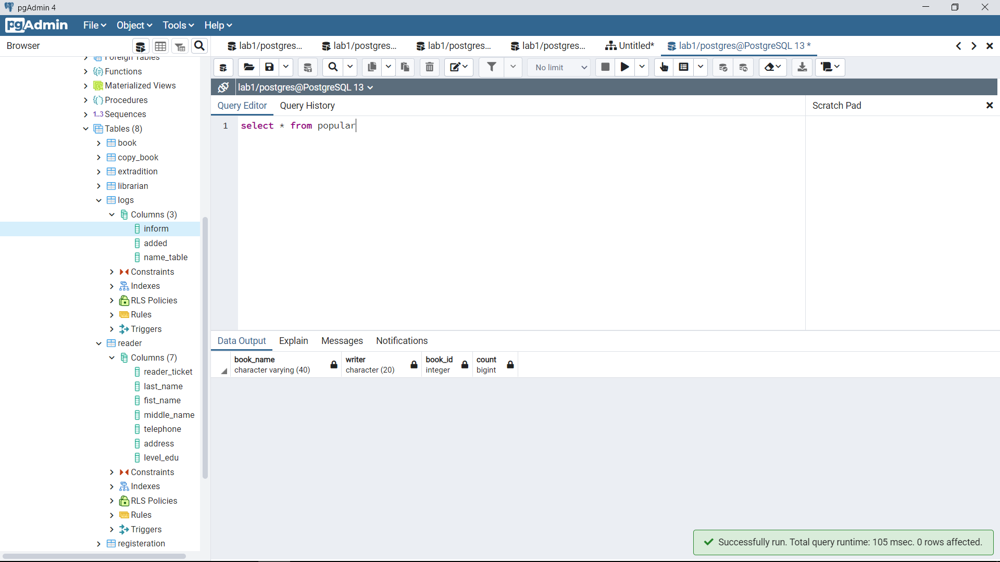 pgAdmin 4
pgAdmin File Object Tools Help
Browser
lab1/postgres... lab1/postgres... lab1/postgres... lab1/postgres... Untitled* lab1/postgres@PostgreSQL 13 *
No limit
lab1/postgres@PostgreSQL 13
Query Editor Query History
Scratch Pad
1 select * from popular
Foreign Tables
Functions
Materialized Views
Procedures
1..3 Sequences
Tables (8)
book
copy_book
extradition
librarian
logs
Columns (3)
inform
added
name_table
Constraints
Indexes
RLS Policies
Rules
Triggers
reader
Columns (7)
reader_ticket
last_name
fist_name
middle_name
telephone
address
level_edu
Constraints
Indexes
RLS Policies
Rules
Triggers
registeration
Data Output Explain Messages Notifications
book_name writer book_id count
character varying (40) character (20) integer bigint
Successfully run. Total query runtime: 105 msec. 0 rows affected.